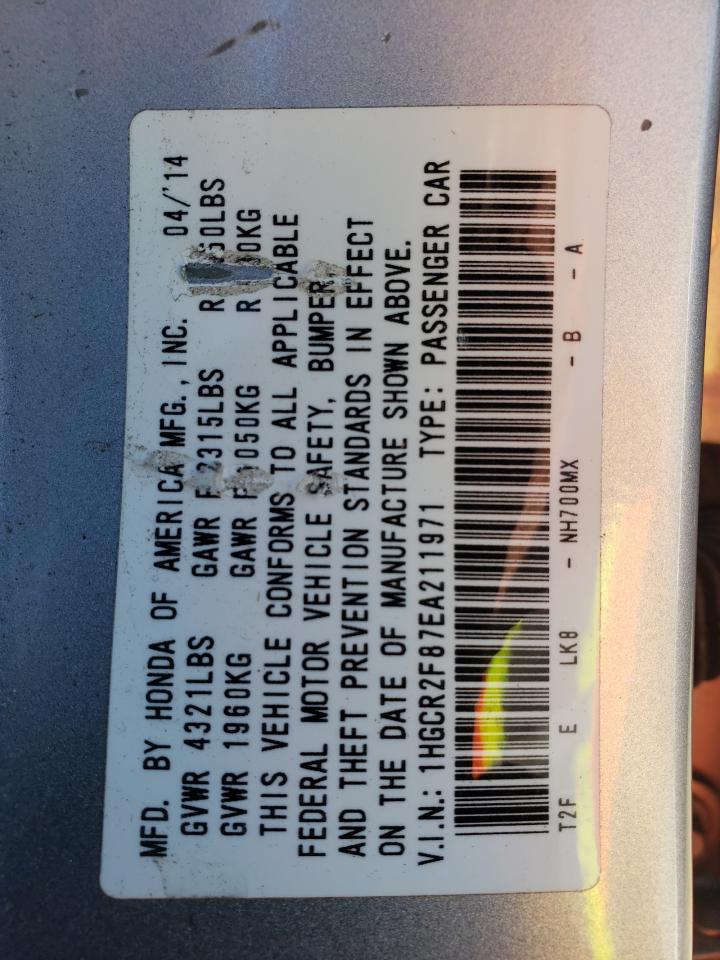 MFD. BY HONDA OF AMERICA MFG., INC. 04/'14
GVWR 4321LBS GAWR F 2315LBS R
GVWR 1960KG GAWR F 1050KG R
THIS VEHICLE CONFORMS TO ALL APPLICABLE
FEDERAL MOTOR VEHICLE SAFETY, BUMPER,
AND THEFT PREVENTION STANDARDS IN EFFECT
ON THE DATE OF MANUFACTURE SHOWN ABOVE.
V.I.N.: 1HGCR2F87EA211971 TYPE: PASSENGER CAR
T2F E LK8 - NH700MX - B - A